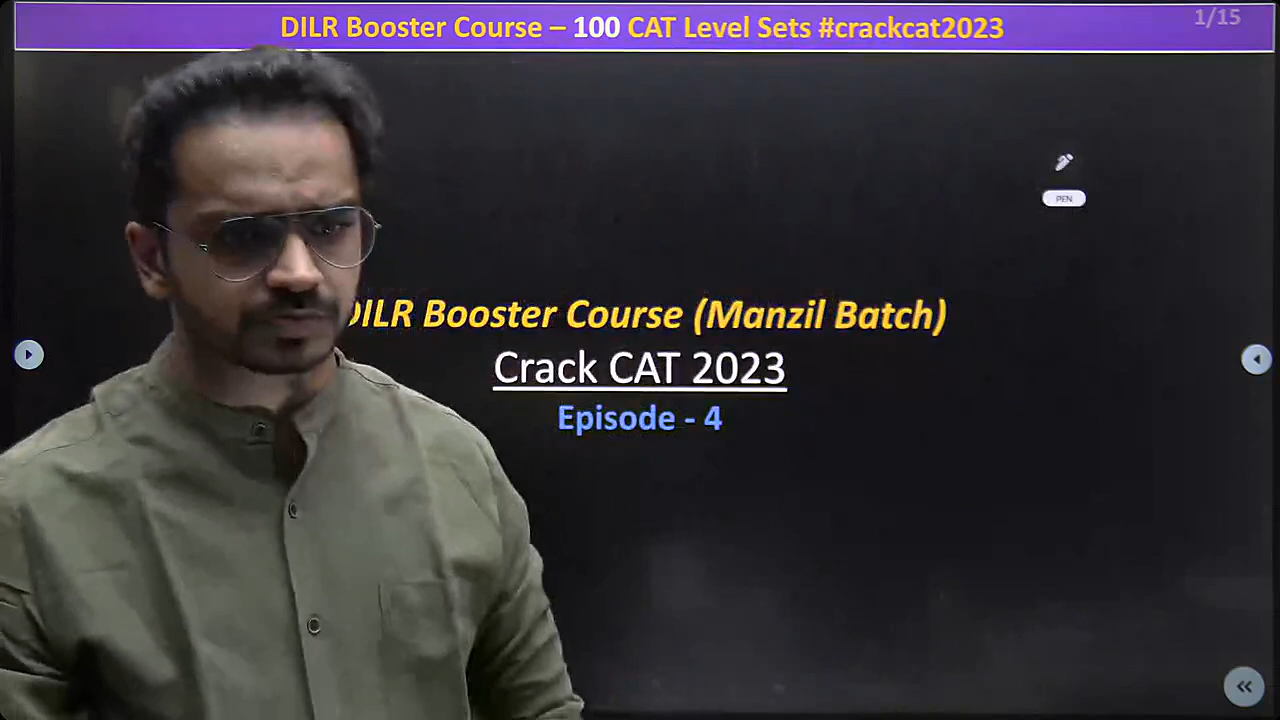 DILR Booster Course – 100 CAT Level Sets #crackcat2023
1/15
PEN
DILR Booster Course (Manzil Batch)
Crack CAT 2023
Episode - 4